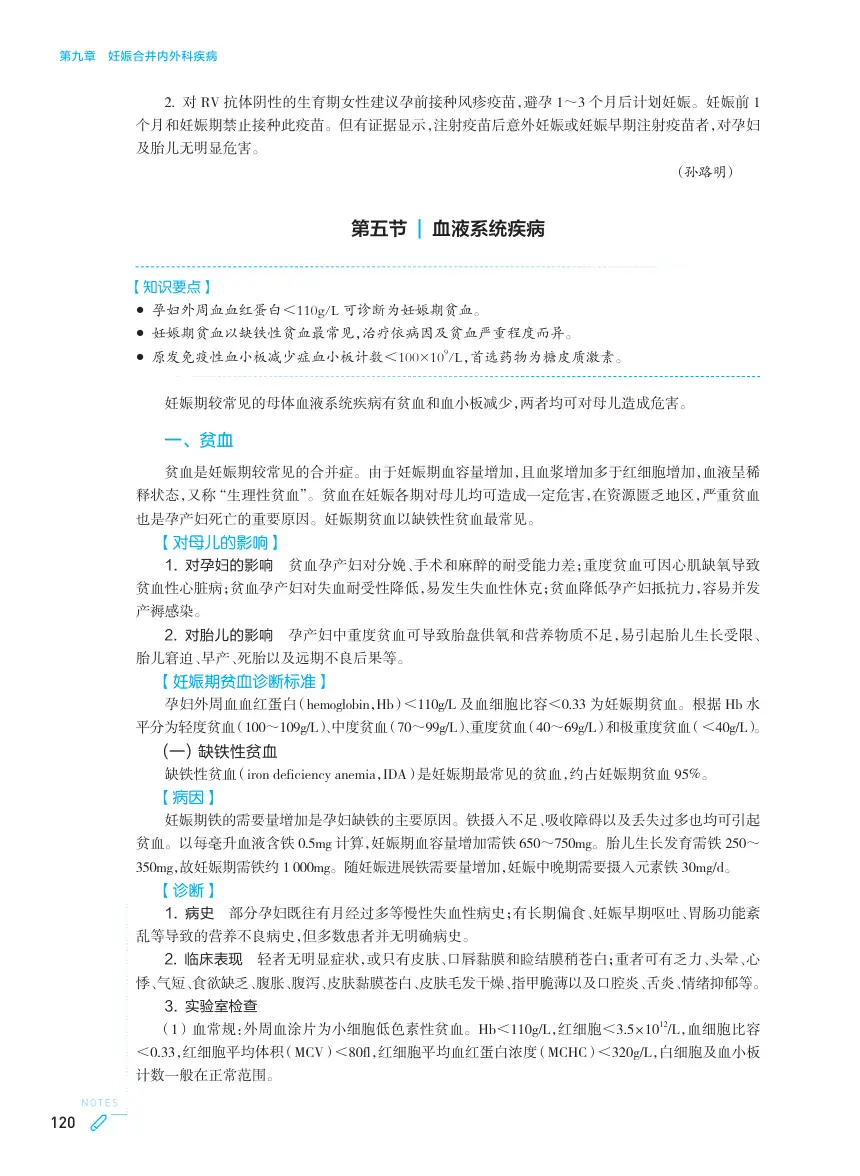 第九章 妊娠合并内外科疾病
2. 对 RV 抗体阴性的生育期女性建议孕前接种风疹疫苗,避孕 1～3 个月后计划妊娠。妊娠前 1
个月和妊娠期禁止接种此疫苗。但有证据显示,注射疫苗后意外妊娠或妊娠早期注射疫苗者,对孕妇
及胎儿无明显危害。
(孙路明)
第五节 | 血液系统疾病
【知识要点】
● 孕妇外周血血红蛋白＜110g/L 可诊断为妊娠期贫血。
● 妊娠期贫血以缺铁性贫血最常见,治疗依病因及贫血严重程度而异。
● 原发免疫性血小板减少症血小板计数＜100×10⁹/L,首选药物为糖皮质激素。
妊娠期较常见的母体血液系统疾病有贫血和血小板减少,两者均可对母儿造成危害。
一、贫血
贫血是妊娠期较常见的合并症。由于妊娠期血容量增加,且血浆增加多于红细胞增加,血液呈稀
释状态,又称“生理性贫血”。贫血在妊娠各期对母儿均可造成一定危害,在资源匮乏地区,严重贫血
也是孕产妇死亡的重要原因。妊娠期贫血以缺铁性贫血最常见。
【对母儿的影响】
1. 对孕妇的影响 贫血孕产妇对分娩、手术和麻醉的耐受能力差;重度贫血可因心肌缺氧导致
贫血性心脏病;贫血孕产妇对失血耐受性降低,易发生失血性休克;贫血降低孕产妇抵抗力,容易并发
产褥感染。
2. 对胎儿的影响 孕产妇中重度贫血可导致胎盘供氧和营养物质不足,易引起胎儿生长受限、
胎儿窘迫、早产、死胎以及远期不良后果等。
【妊娠期贫血诊断标准】
孕妇外周血血红蛋白(hemoglobin,Hb)＜110g/L 及血细胞比容＜0.33 为妊娠期贫血。根据 Hb 水
平分为轻度贫血(100～109g/L)、中度贫血(70～99g/L)、重度贫血(40～69g/L)和极重度贫血(＜40g/L)。
(一) 缺铁性贫血
缺铁性贫血(iron deficiency anemia,IDA)是妊娠期最常见的贫血,约占妊娠期贫血 95%。
【病因】
妊娠期铁的需要量增加是孕妇缺铁的主要原因。铁摄入不足、吸收障碍以及丢失过多也均可引起
贫血。以每毫升血液含铁 0.5mg 计算,妊娠期血容量增加需铁 650～750mg。胎儿生长发育需铁 250～
350mg,故妊娠期需铁约 1 000mg。随妊娠进展铁需要量增加,妊娠中晚期需要摄入元素铁 30mg/d。
【诊断】
1. 病史 部分孕妇既往有月经过多等慢性失血性病史;有长期偏食、妊娠早期呕吐、胃肠功能紊
乱等导致的营养不良病史,但多数患者并无明确病史。
2. 临床表现 轻者无明显症状,或只有皮肤、口唇黏膜和睑结膜稍苍白;重者可有乏力、头晕、心
悸、气短、食欲缺乏、腹胀、腹泻、皮肤黏膜苍白、皮肤毛发干燥、指甲脆薄以及口腔炎、舌炎、情绪抑郁等。
3. 实验室检查
(1) 血常规:外周血涂片为小细胞低色素性贫血。Hb＜110g/L,红细胞＜3.5×10¹²/L,血细胞比容
＜0.33,红细胞平均体积(MCV)＜80fl,红细胞平均血红蛋白浓度(MCHC)＜320g/L,白细胞及血小板
计数一般在正常范围。
NOTES
120